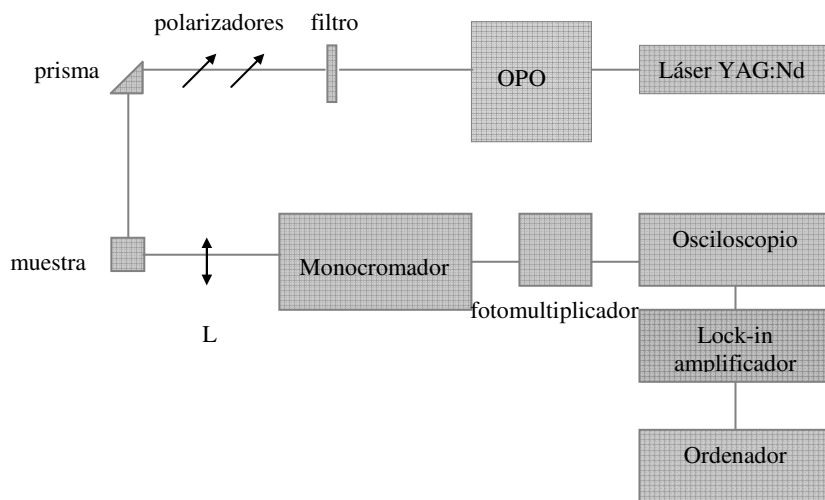 polarizadores
filtro
prisma
OPO
Láser YAG:Nd
muestra
L
Monocromador
fotomultiplicador
Osciloscopio
Lock-in
amplificador
Ordenador